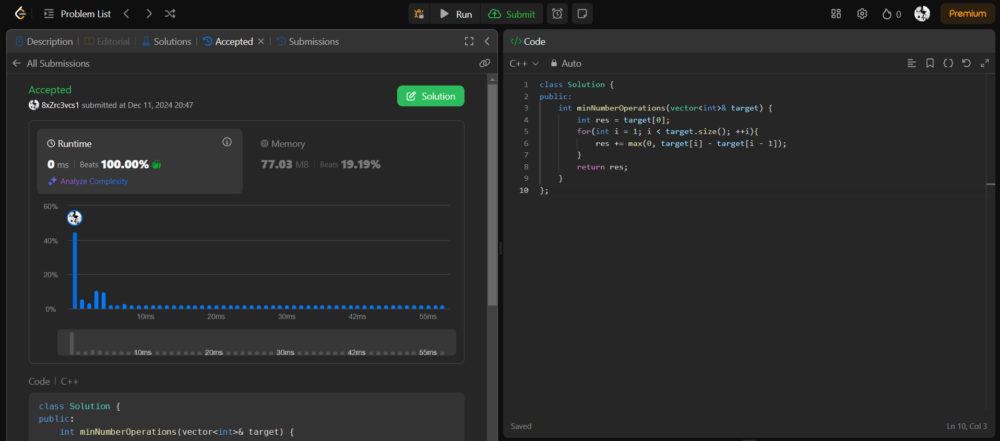 Problem List
Run
Submit
0
Premium
Description | Editorial | Solutions | Accepted | Submissions
All Submissions
Accepted
8xZrc3vcs1 submitted at Dec 11, 2024 20:47
Solution
Runtime
0 ms | Beats 100.00%
Analyze Complexity
Memory
77.03 MB | Beats 19.19%
60%
40%
20%
0%
10ms 20ms 30ms 42ms 55ms
10ms 20ms 30ms 42ms 55ms
Code | C++
class Solution {
public:
    int minNumberOperations(vector<int>& target) {
</> Code
C++ Auto
1 class Solution {
2 public:
3     int minNumberOperations(vector<int>& target) {
4         int res = target[0];
5         for(int i = 1; i < target.size(); ++i){
6             res += max(0, target[i] - target[i - 1]);
7         }
8         return res;
9     }
10 };
Saved
Ln 10, Col 3